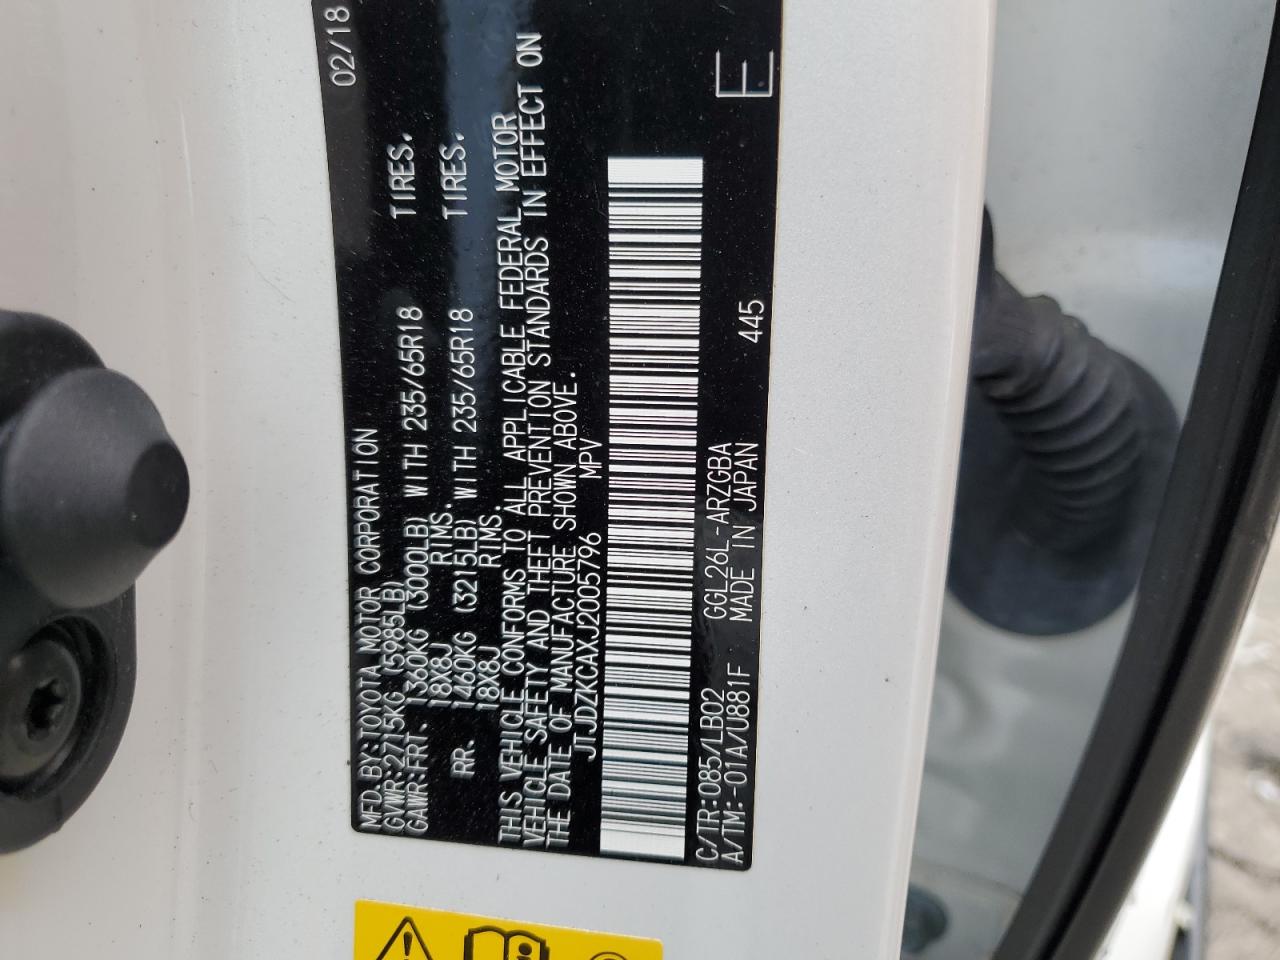 MFD.BY:TOYOTA MOTOR CORPORATION 02/18
GVWR:2715KG (5985LB)
GAWR:FRT. 1360KG (3000LB) WITH 235/65R18 TIRES.
18X8J RIMS.
RR. 1460KG (3215LB) WITH 235/65R18 TIRES.
18X8J RIMS.
THIS VEHICLE CONFORMS TO ALL APPLICABLE FEDERAL MOTOR
VEHICLE SAFETY AND THEFT PREVENTION STANDARDS IN EFFECT ON
THE DATE OF MANUFACTURE SHOWN ABOVE.
JTJDZKCAXJ2005796 MPV
C/TR:085/LB02 GGL26L-ARZGBA
A/TM:-01A/U881F MADE IN JAPAN 445 E